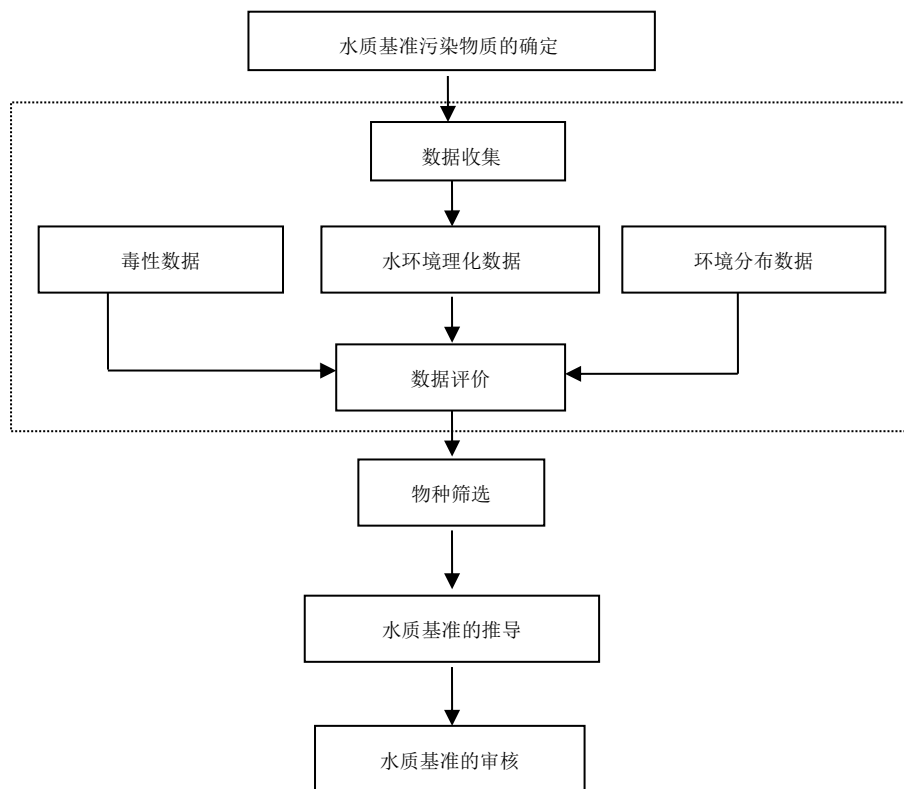 水质基准污染物质的确定
数据收集
毒性数据
水环境理化数据
环境分布数据
数据评价
物种筛选
水质基准的推导
水质基准的审核